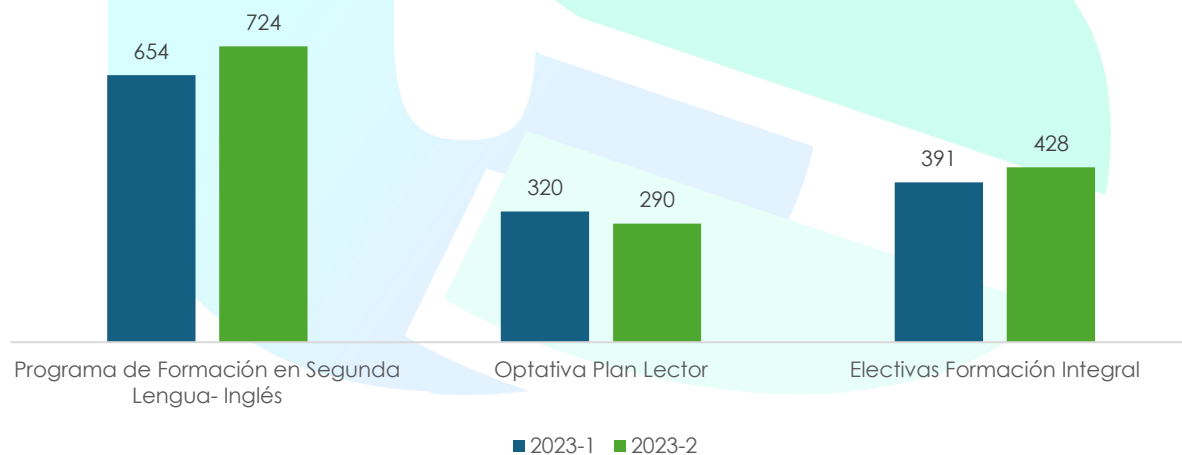 654
724
320
290
391
428
Programa de Formación en Segunda
Lengua- Inglés
Optativa Plan Lector
Electivas Formación Integral
2023-1
2023-2